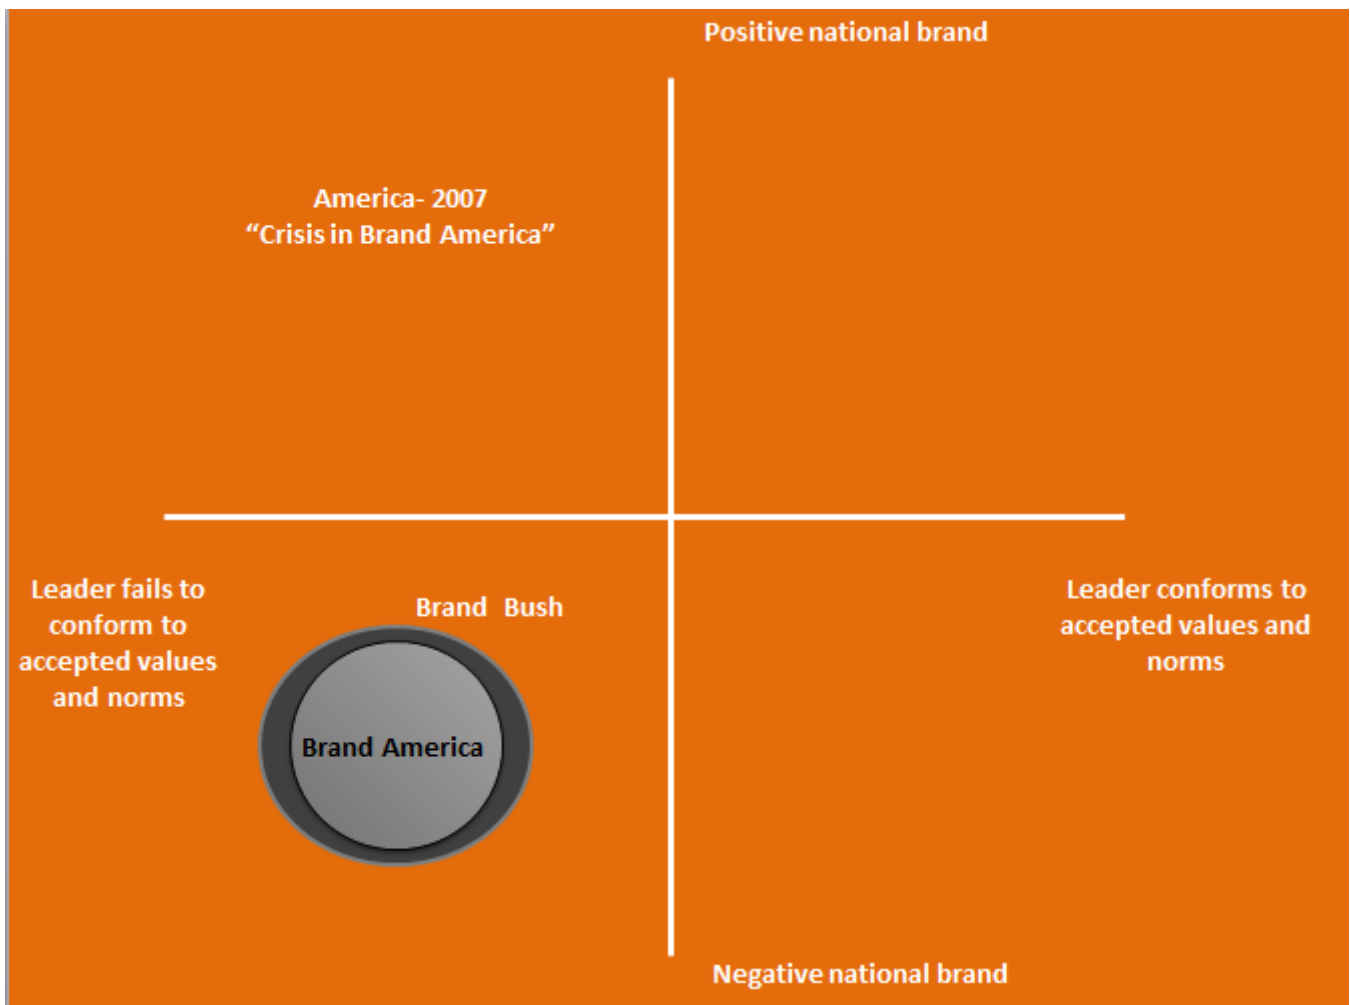 Positive national brand
America- 2007
“Crisis in Brand America”
Leader fails to
conform to
accepted values
and norms
Brand Bush
Brand America
Leader conforms to
accepted values and
norms
Negative national brand